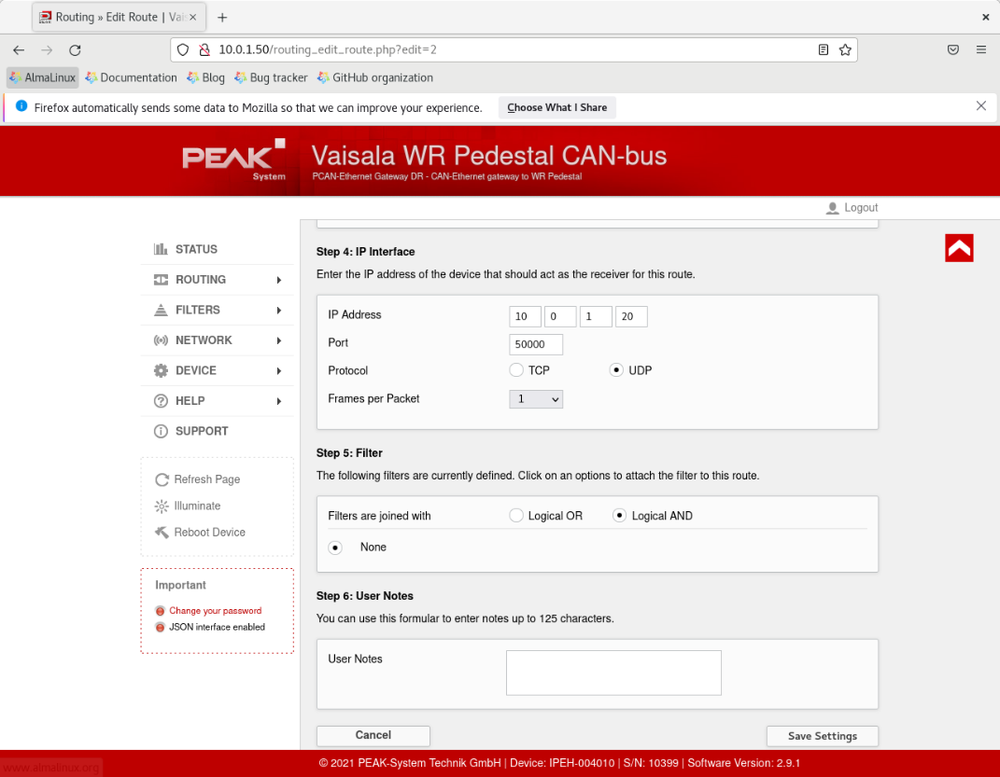 Routing » Edit Route | Vai
10.0.1.50/routing_edit_route.php?edit=2
AlmaLinux Documentation Blog Bug tracker GitHub organization
Firefox automatically sends some data to Mozilla so that we can improve your experience. Choose What I Share
PEAK System
Vaisala WR Pedestal CAN-bus
PCAN-Ethernet Gateway DR - CAN-Ethernet gateway to WR Pedestal
Logout
STATUS
ROUTING
FILTERS
NETWORK
DEVICE
HELP
SUPPORT
Refresh Page
Illuminate
Reboot Device
Important
Change your password
JSON interface enabled
Step 4: IP Interface
Enter the IP address of the device that should act as the receiver for this route.
IP Address 10 0 1 20
Port 50000
Protocol TCP UDP
Frames per Packet 1
Step 5: Filter
The following filters are currently defined. Click on an options to attach the filter to this route.
Filters are joined with Logical OR Logical AND
None
Step 6: User Notes
You can use this formular to enter notes up to 125 characters.
User Notes
Cancel Save Settings
© 2021 PEAK-System Technik GmbH | Device: IPEH-004010 | S/N: 10399 | Software Version: 2.9.1
www.almalinux.org